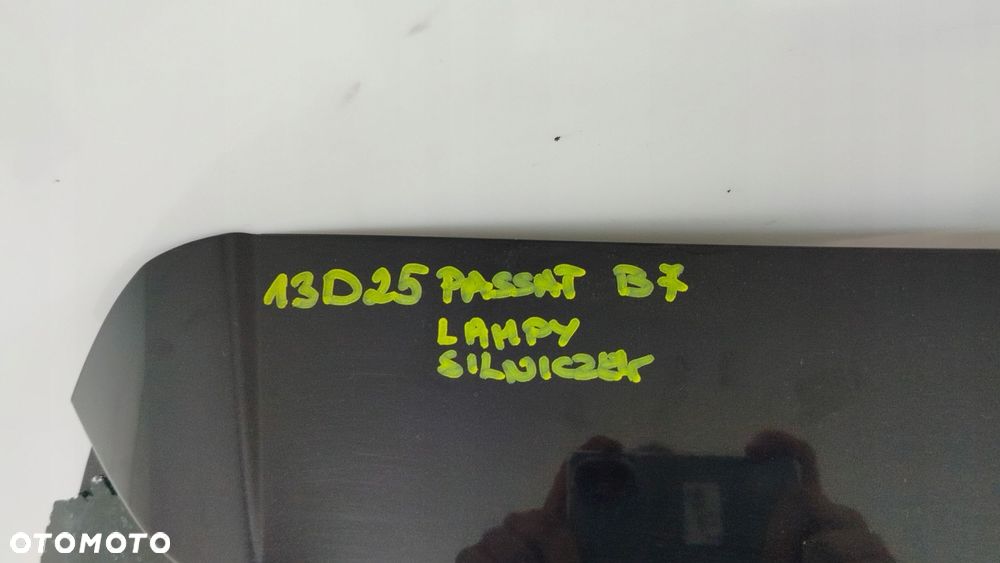 13D25 PASSAT B7
LAMPY
SILNICZEK
OTOMOTO